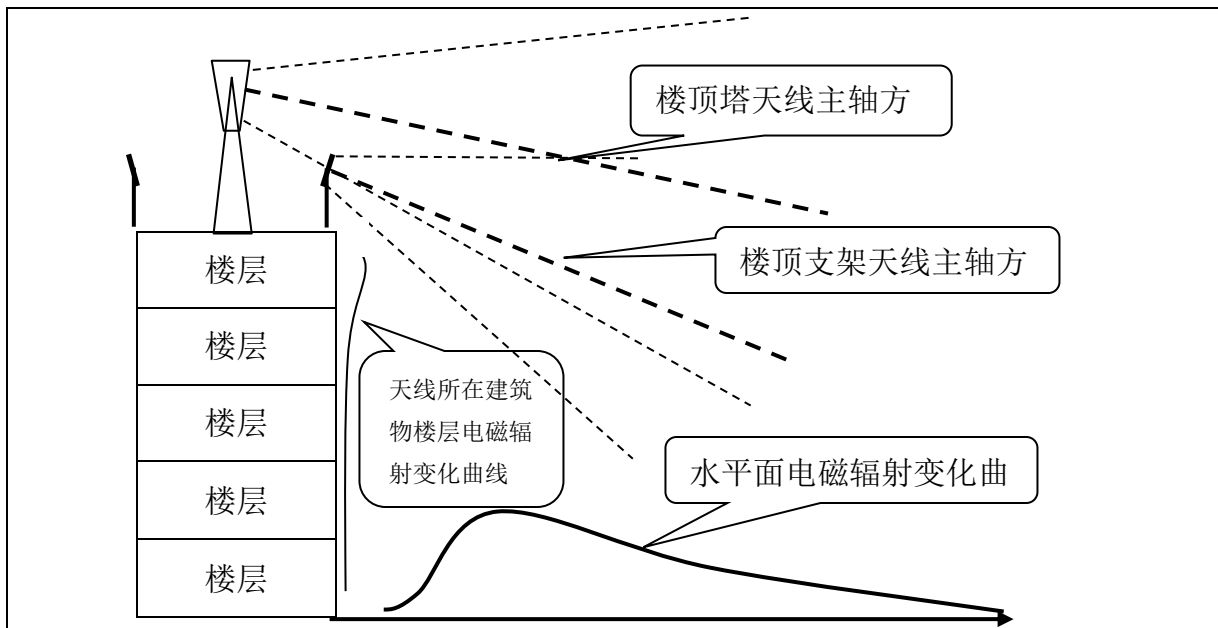 楼顶塔天线主轴方
楼顶支架天线主轴方
楼层
楼层
楼层
楼层
楼层
天线所在建筑
物楼层电磁辐
射变化曲线
水平面电磁辐射变化曲